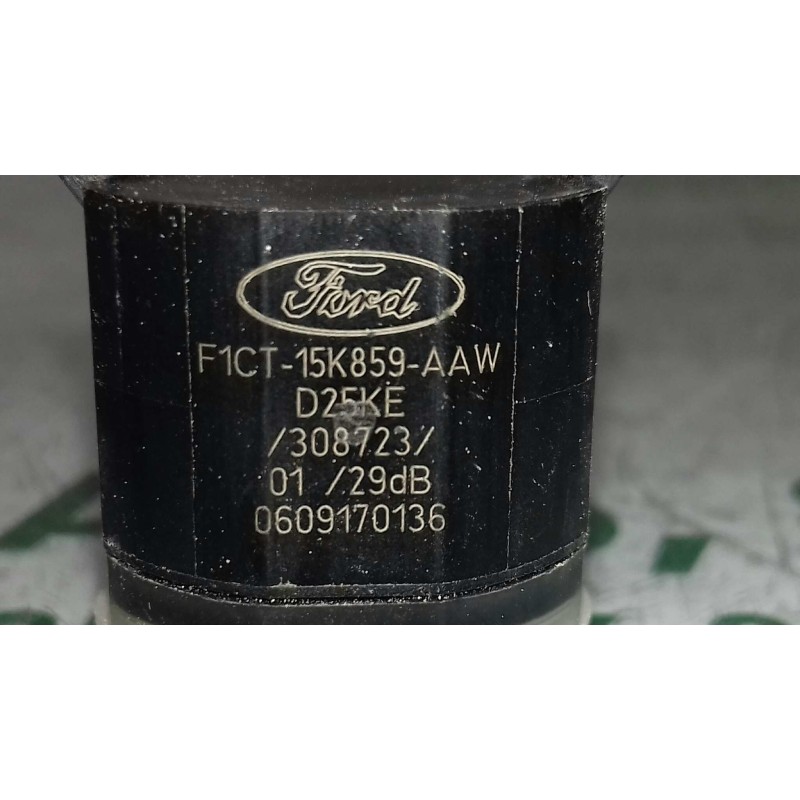 Ford
F1CT-15K859-AAW
D25KE
/308723/
01 /29dB
0609170136